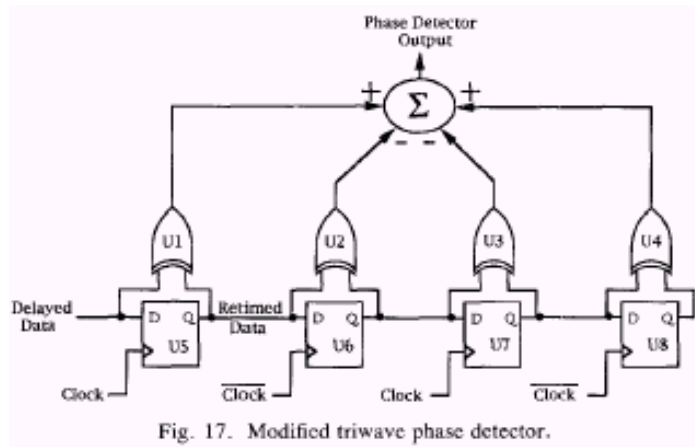 Phase Detector
Output
+ +
Σ
- -
U1 U2 U3 U4
Delayed
Data
D Q
U5
Retimed
Data
D Q
U6
D Q
U7
D Q
U8
Clock Clock Clock Clock
Fig. 17. Modified triwave phase detector.